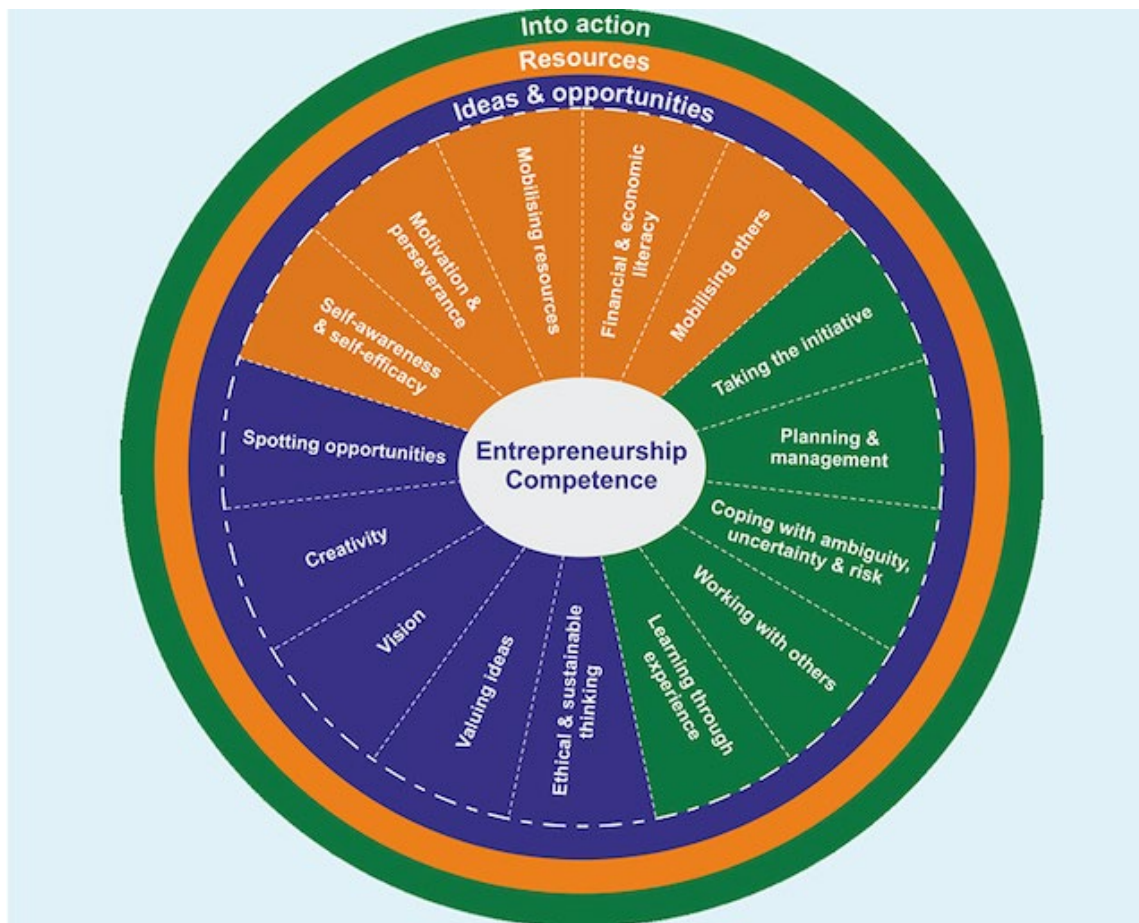 Into action
Resources
Ideas & opportunities
Mobilising resources
Financial & economic
literacy
Mobilising others
Taking the initiative
Planning &
management
Coping with ambiguity,
uncertainty & risk
Working with others
Learning through
experience
Ethical & sustainable
thinking
Valuing ideas
Vision
Creativity
Spotting opportunities
Self-awareness
& self-efficacy
Motivation &
perseverance
Entrepreneurship
Competence